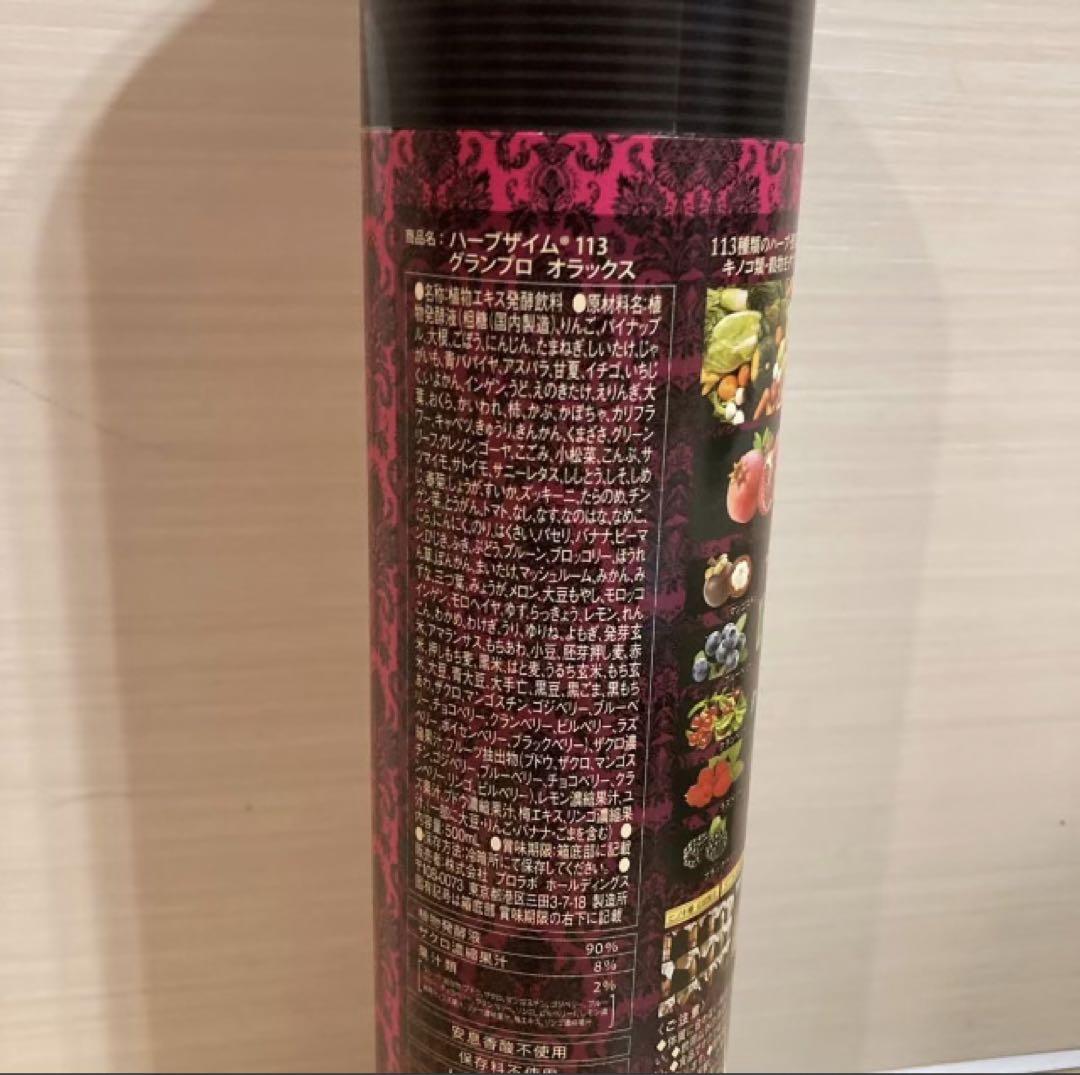 商品名：ハーブザイム® 113
グランプロ オラックス
●名称:植物エキス発酵飲料 ●原材料名:植
物発酵液(粗糖(国内製造)、りんご、パイナップ
ル、大根、ごぼう、にんじん、たまねぎ、しいたけ、じゃ
がいも、青パパイヤ、アスパラ、甘夏、イチゴ、いちじ
く、いよかん、インゲン、うど、えのきたけ、えりんぎ、大
葉、おくら、かいわれ、柿、かぶ、かぼちゃ、カリフラ
ワー、キャベツ、きゅうり、きんかん、くまざさ、グリーン
リーフ、クレソン、ゴーヤ、こごみ、小松菜、こんぶ、サ
ツマイモ、サトイモ、サニーレタス、ししとう、しそ、しめ
じ、春菊、しょうが、すいか、ズッキーニ、たらのめ、チン
ゲン菜、とうがん、トマト、なし、なす、なのはな、なめこ、
にら、にんにく、のり、はくさい、パセリ、バナナ、ピーマ
ン、ひじき、ふき、ぶどう、プルーン、ブロッコリー、ほうれ
ん草、ぽんかん、まいたけ、マッシュルーム、みかん、み
ずな、三つ葉、みょうが、メロン、大豆もやし、モロッコ
インゲン、モロヘイヤ、ゆず、らっきょう、レモン、れん
こん、わかめ、わけぎ、うり、ゆりね、よもぎ、発芽玄
米、アマランサス、もちあわ、小豆、胚芽押し麦、赤
米、押しもち麦、黒米、はと麦、うるち玄米、もち玄
米、大豆、青大豆、大手亡、黒豆、黒ごま、黒もち
あわ、ザクロ、マンゴスチン、ゴジベリー、ブルーベ
リー、チョコベリー、クランベリー、ビルベリー、ラズ
ベリー、ボイセンベリー、ブラックベリー)、ザクロ濃
縮果汁、フルーツ抽出物(ブドウ、ザクロ、マンゴス
チン、ゴジベリー、ブルーベリー、チョコベリー、クラ
ンベリー、リンゴ、ビルベリー)、レモン濃縮果汁、ユ
ズ果汁、ブドウ濃縮果汁、梅エキス、リンゴ濃縮果
汁、(一部に大豆・りんご・バナナ・ごまを含む) ●
内容量:500mL ●賞味期限:箱底部に記載
●保存方法:冷暗所にて保存してください。 ●
販売者:株式会社 プロラボ ホールディングス
〒108-0073 東京都港区三田3-7-18 製造所
固有記号は箱底部 賞味期限の右下に記載
植物発酵液 90%
ザクロ濃縮果汁 8%
果汁類 2%
安息香酸不使用
保存料不使用
113種類のハーブ・
キノコ類・穀物を
〈ご注意